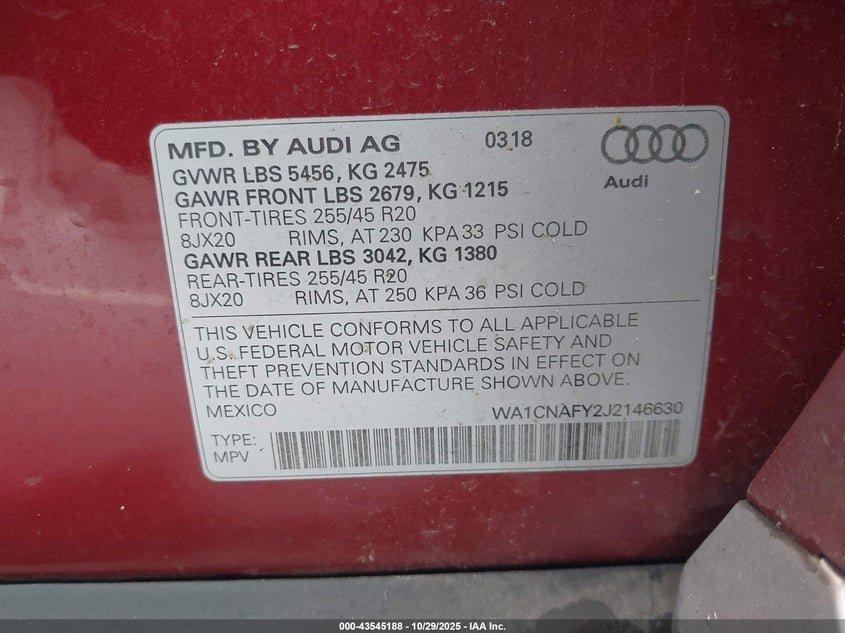 MFD. BY AUDI AG 0318
Audi
GVWR LBS 5456, KG 2475
GAWR FRONT LBS 2679, KG 1215
FRONT-TIRES 255/45 R20
8JX20 RIMS, AT 230 KPA 33 PSI COLD
GAWR REAR LBS 3042, KG 1380
REAR-TIRES 255/45 R20
8JX20 RIMS, AT 250 KPA 36 PSI COLD
THIS VEHICLE CONFORMS TO ALL APPLICABLE
U.S. FEDERAL MOTOR VEHICLE SAFETY AND
THEFT PREVENTION STANDARDS IN EFFECT ON
THE DATE OF MANUFACTURE SHOWN ABOVE.
MEXICO WA1CNAFY2J2146630
TYPE:
MPV
000-43545188 - 10/29/2025 - IAA Inc.